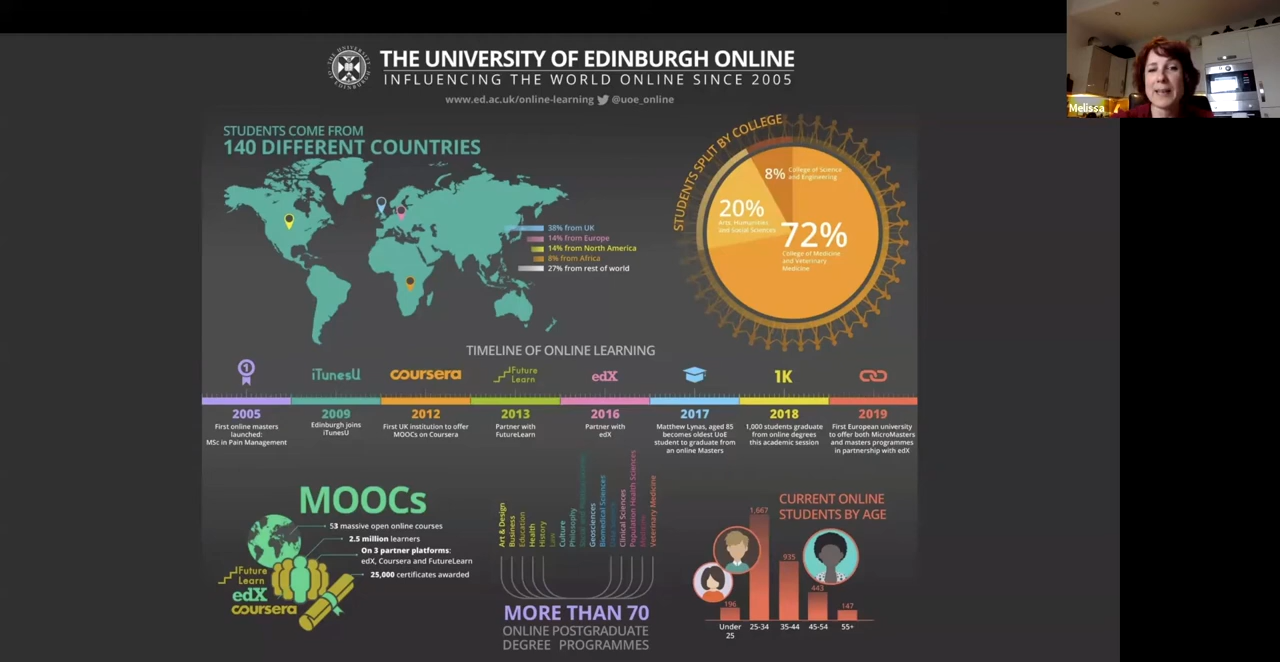 THE UNIVERSITY OF EDINBURGH ONLINE
INFLUENCING THE WORLD ONLINE SINCE 2005
www.ed.ac.uk/online-learning @uoe_online
Melissa
STUDENTS COME FROM
140 DIFFERENT COUNTRIES
38% from UK
14% from Europe
14% from North America
8% from Africa
27% from rest of world
STUDENTS SPLIT BY COLLEGE
8% College of Science
and Engineering
20%
Arts, Humanities
and Social Sciences
72%
College of Medicine
and Veterinary
Medicine
TIMELINE OF ONLINE LEARNING
1
iTunesU
coursera
Future
Learn
edX
1K
2005
First online masters
launched:
MSc in Pain Management
2009
Edinburgh joins
iTunesU
2012
First UK institution to offer
MOOCs on Coursera
2013
Partner with
FutureLearn
2016
Partner with
edX
2017
Matthew Lynas, aged 85
becomes oldest UoE
student to graduate from
an online Masters
2018
1,000 students graduate
from online degrees
this academic session
2019
First European university
to offer both MicroMasters
and masters programmes
in partnership with edX
MOOCs
53 massive open online courses
2.5 million learners
On 3 partner platforms:
edX, Coursera and FutureLearn
25,000 certificates awarded
Future
Learn
edX
coursera
Art & Design
Business
Education
Health
History
Law
Culture
Philosophy
Geosciences
Biomedical Sciences
Clinical Sciences
Population Health Sciences
Veterinary Medicine
MORE THAN 70
ONLINE POSTGRADUATE
DEGREE PROGRAMMES
CURRENT ONLINE
STUDENTS BY AGE
196
1,667
935
443
147
Under
25
25-34
35-44
45-54
55+